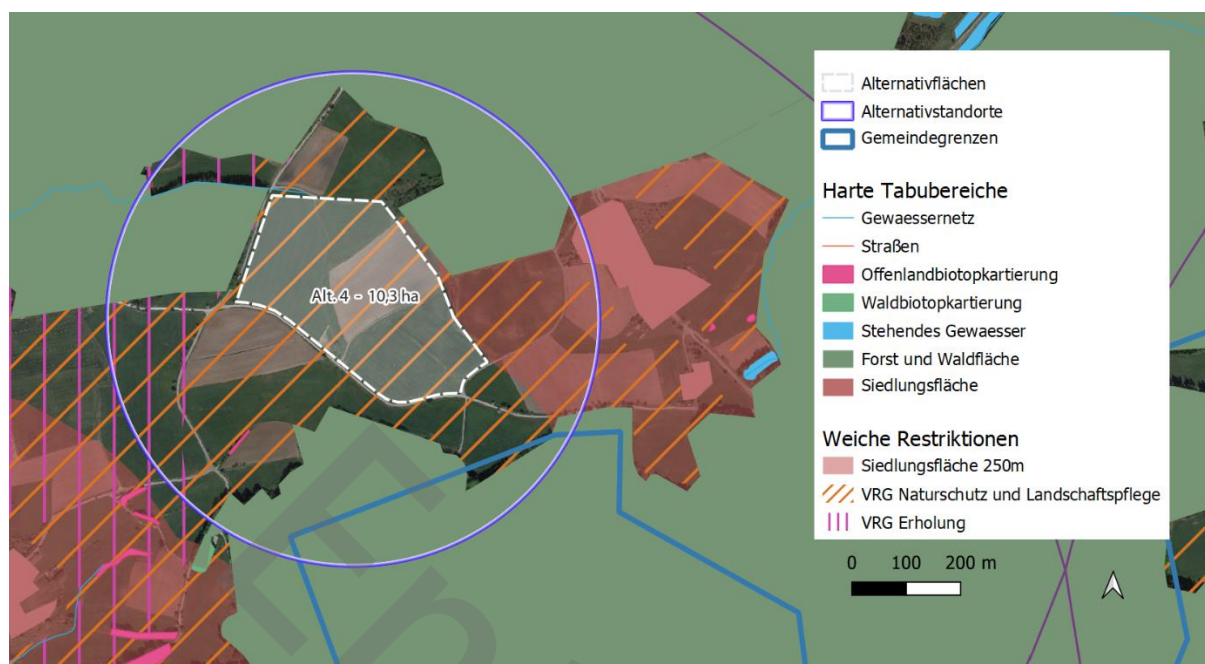 Alternativflächen
Alternativstandorte
Gemeindegrenzen
Harte Tabubereiche
Gewaessernetz
Straßen
Offenlandbiotopkartierung
Waldbiotopkartierung
Stehendes Gewaesser
Forst und Waldfläche
Siedlungsfläche
Weiche Restriktionen
Siedlungsfläche 250m
VRG Naturschutz und Landschaftspflege
VRG Erholung
0 100 200 m
Alt. 4 - 10,3 ha